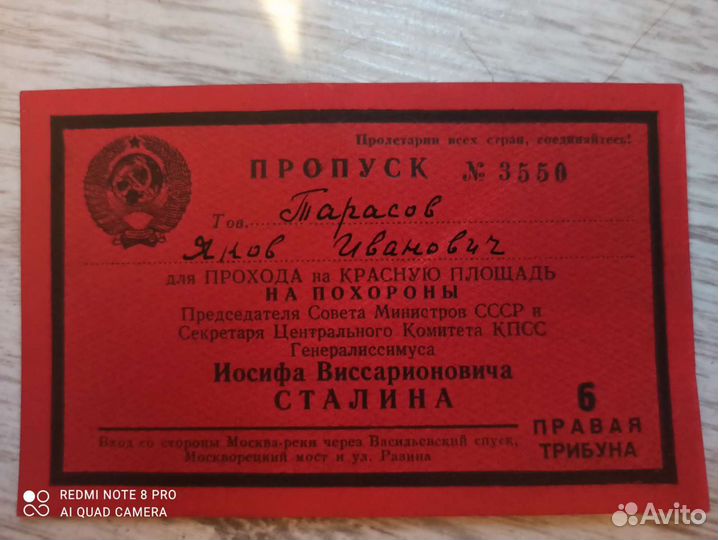 Пролетарии всех стран, соединяйтесь!
ПРОПУСК № 3550
Тов. Тарасов
Яков Иванович
для ПРОХОДА на КРАСНУЮ ПЛОЩАДЬ
НА ПОХОРОНЫ
Председателя Совета Министров СССР и
Секретаря Центрального Комитета КПСС
Генералиссимуса
Иосифа Виссарионовича
СТАЛИНА
6
ПРАВАЯ
ТРИБУНА
Вход со стороны Москва-реки через Васильевский спуск,
Москворецкий мост и ул. Разина
REDMI NOTE 8 PRO
AI QUAD CAMERA
Avito